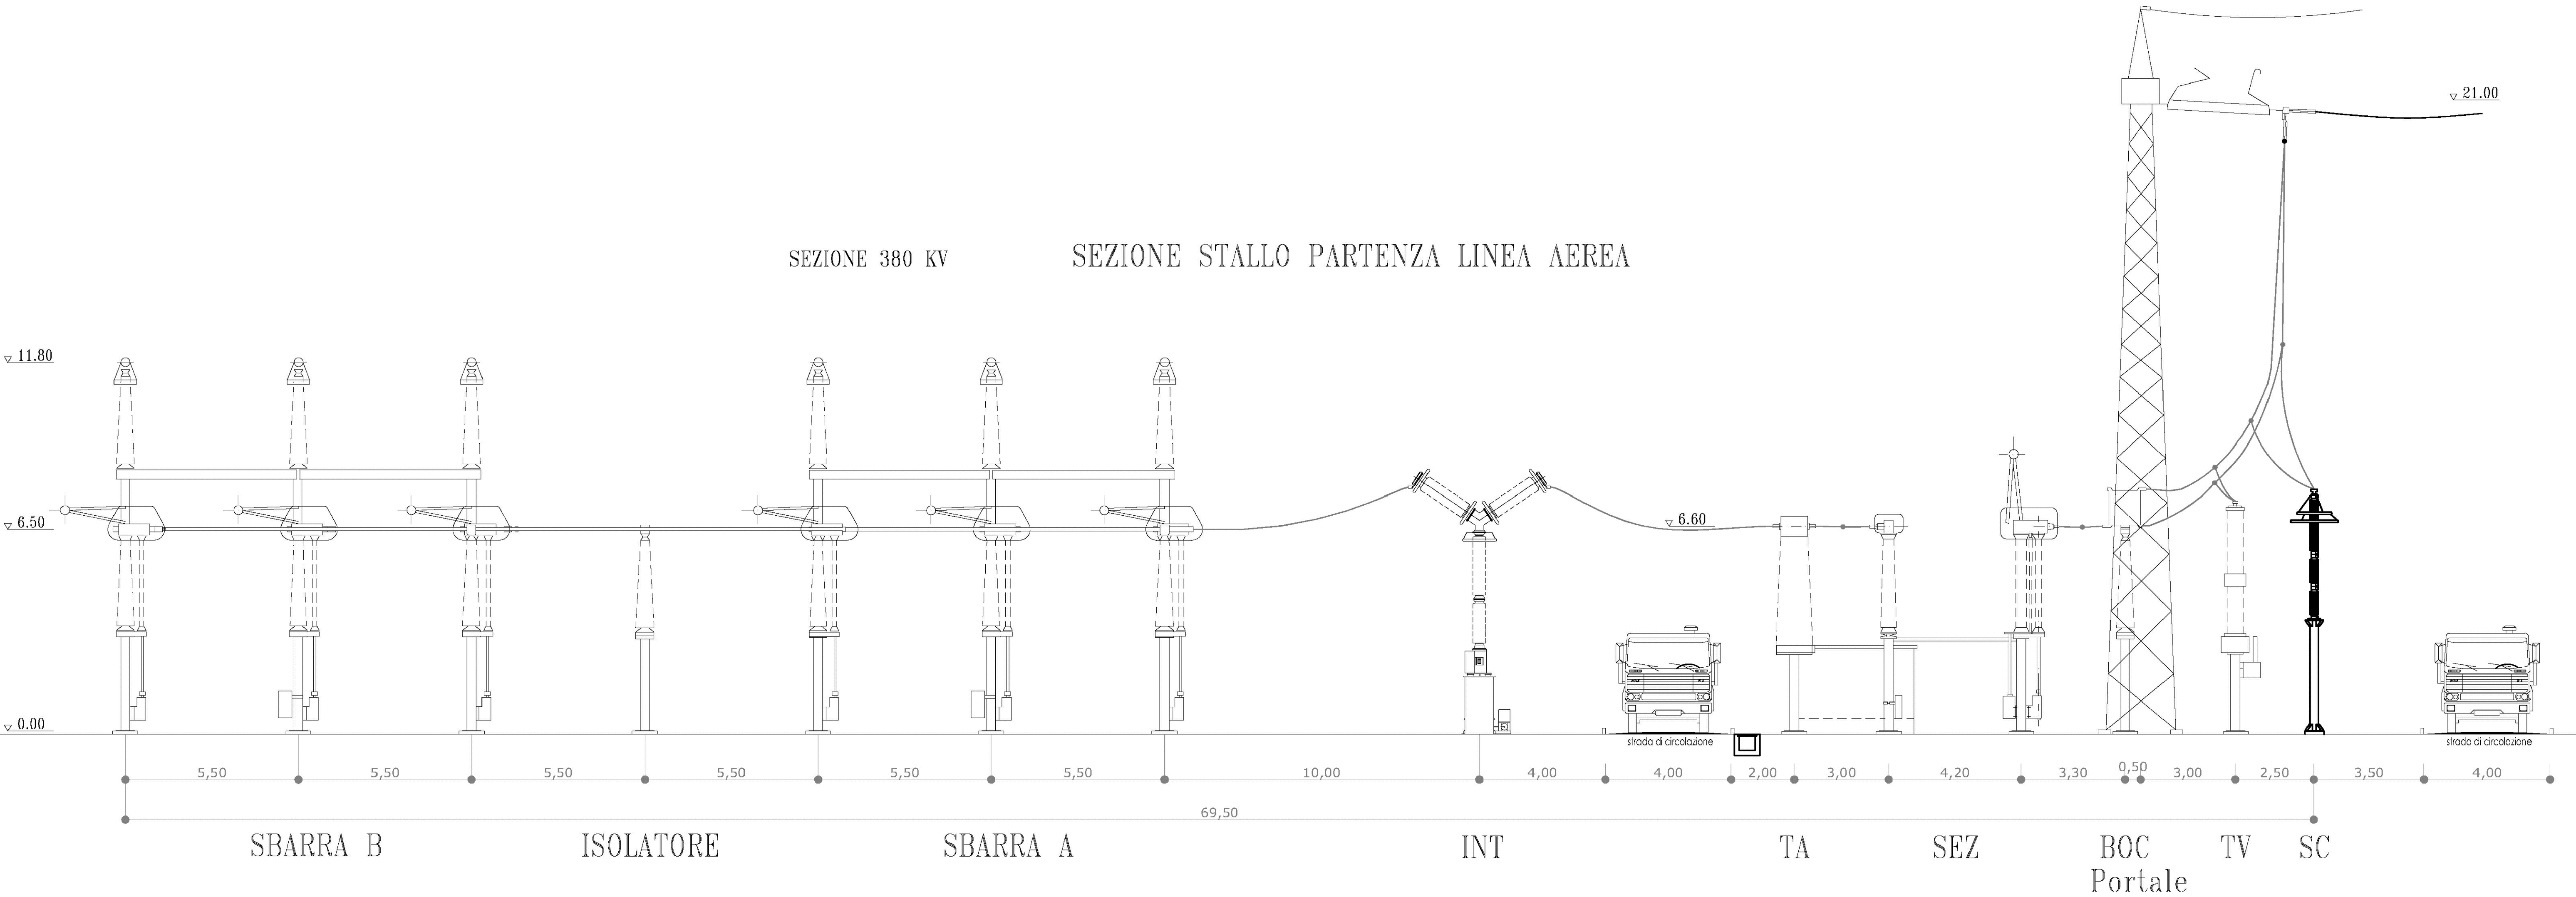 21.00
SEZIONE 380 KV
SEZIONE STALLO PARTENZA LINEA AEREA
11.80
6.50
6.60
0.00
strada di circolazione
strada di circolazione
5,50
5,50
5,50
5,50
5,50
5,50
10,00
4,00
4,00
2,00
3,00
4,20
3,30
0,50
3,00
2,50
3,50
4,00
69,50
SBARRA B
ISOLATORE
SBARRA A
INT
TA
SEZ
BOC
TV
SC
Portale